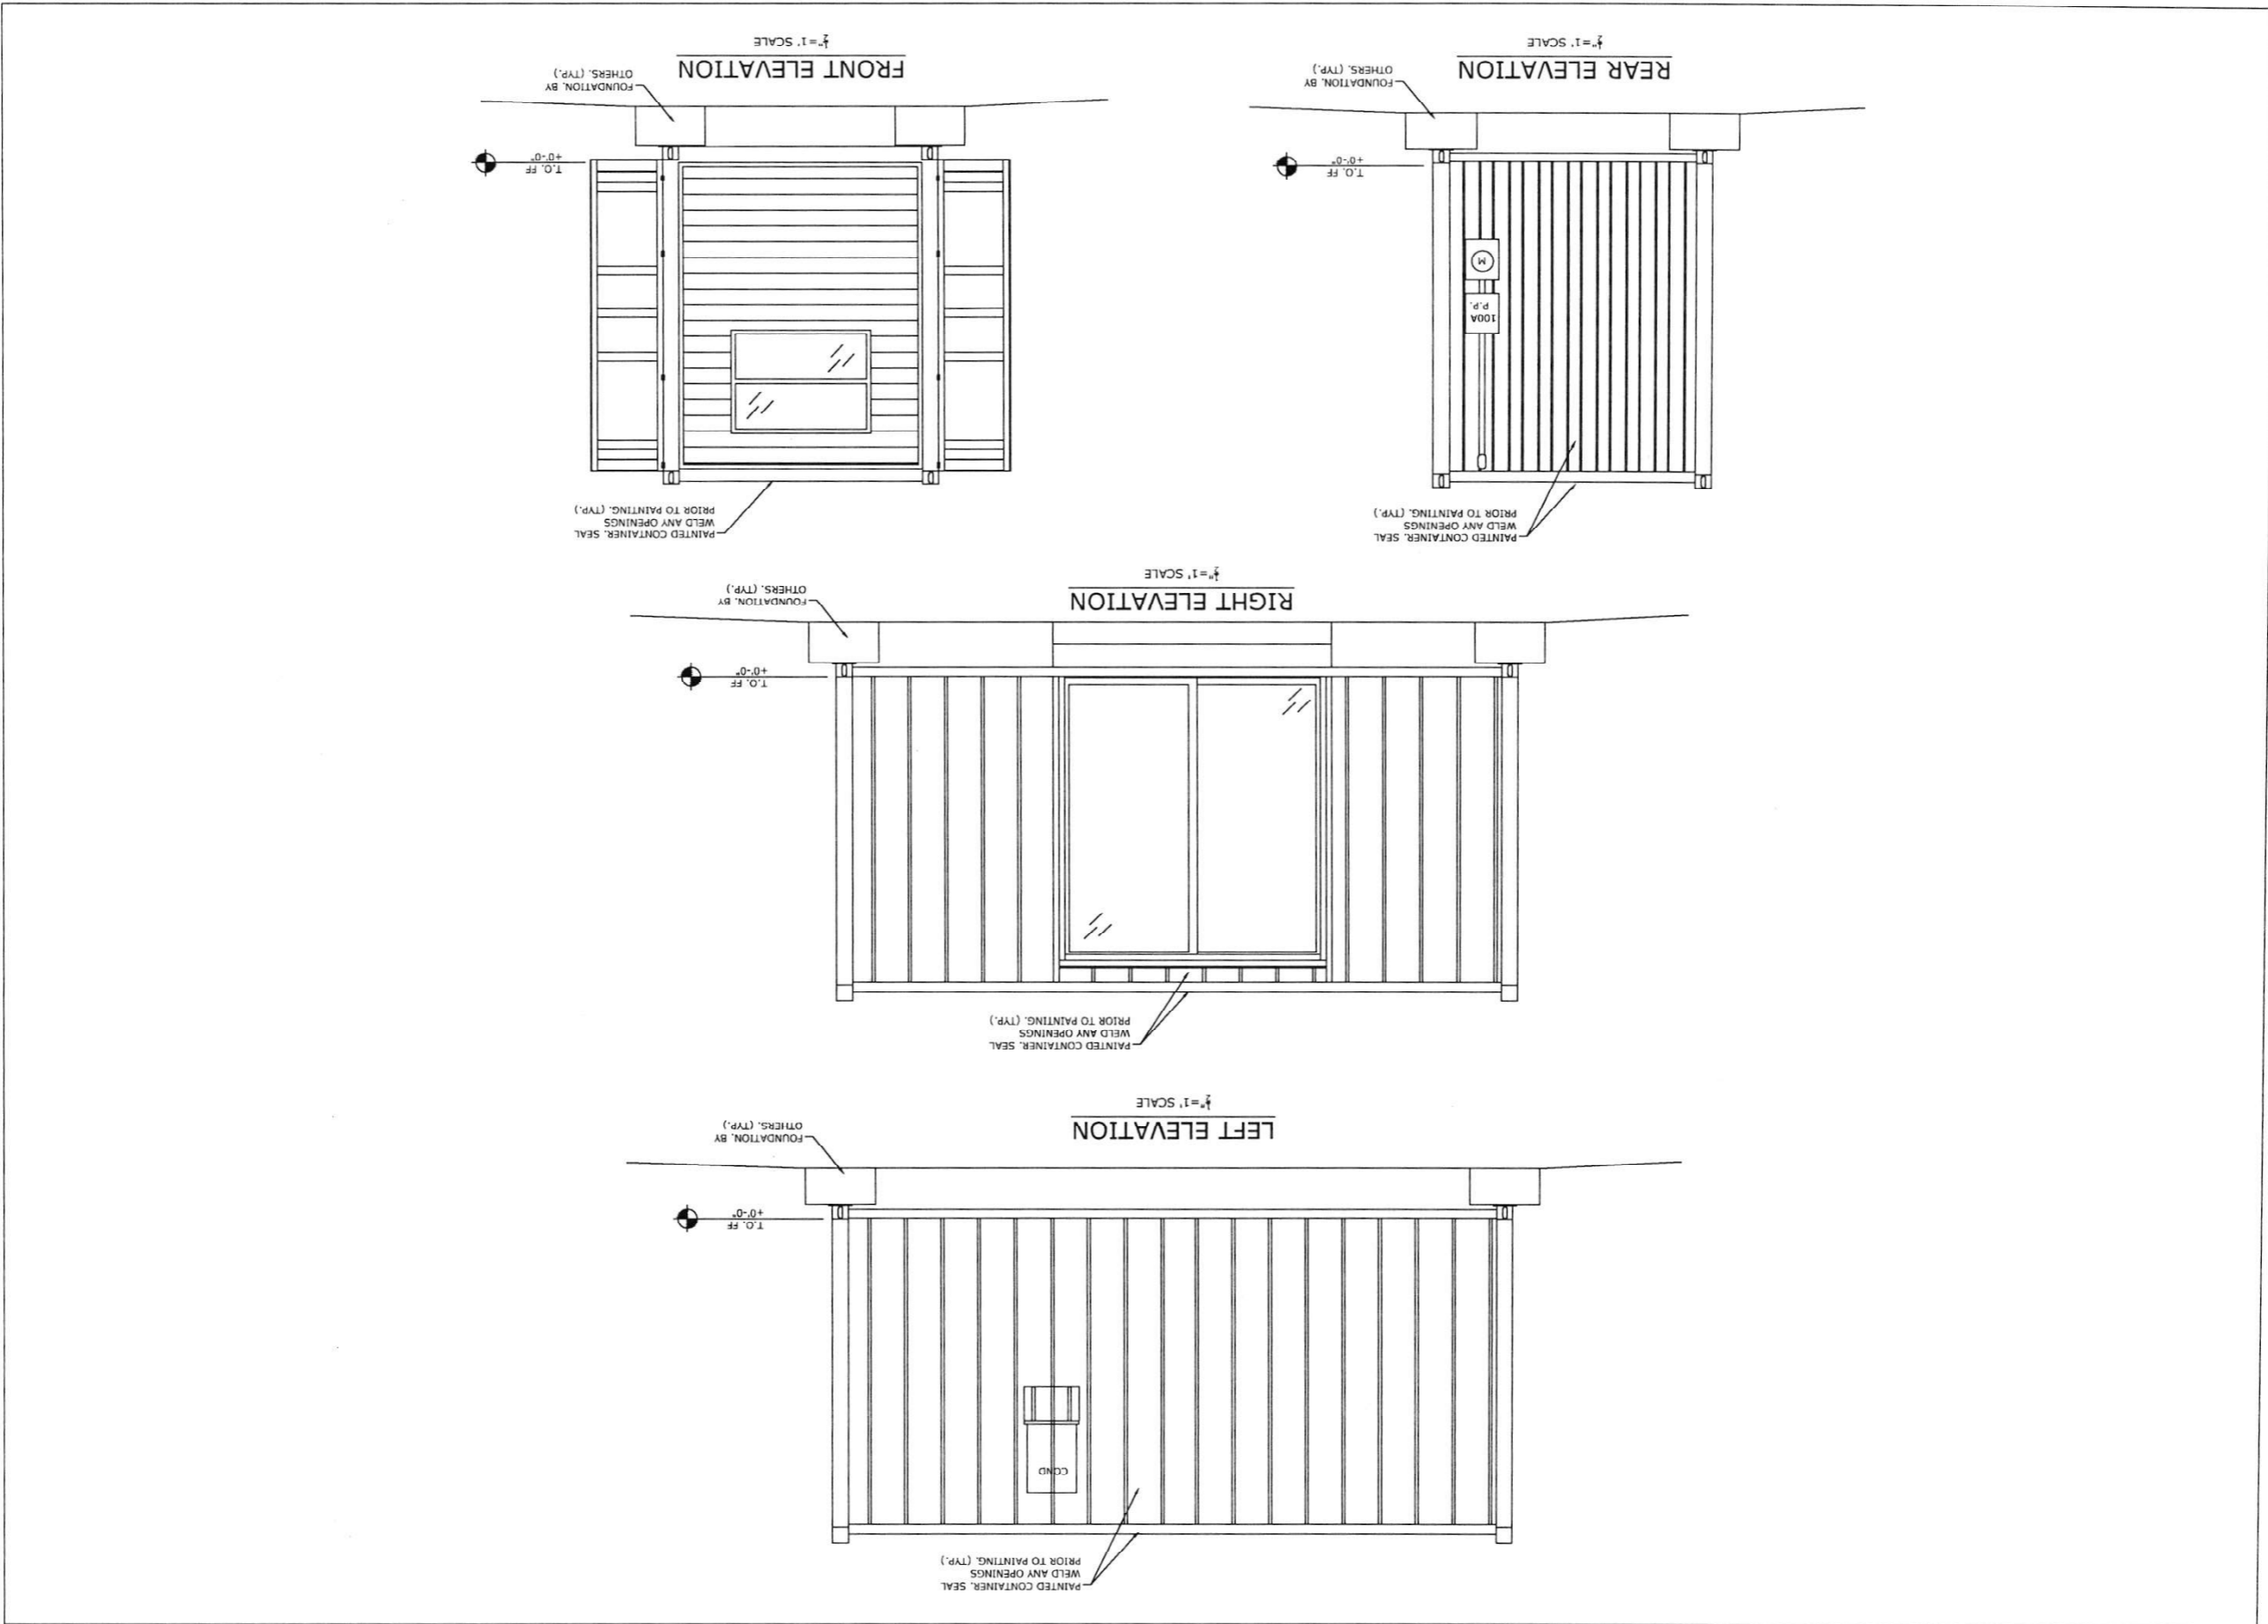 PAINTED CONTAINER. SEAL
WELD ANY OPENINGS
PRIOR TO PAINTING. (TYP.)
COND
T.O. FF
+0'-0"
FOUNDATION, BY
OTHERS. (TYP.)
LEFT ELEVATION
½"=1' SCALE
PAINTED CONTAINER. SEAL
WELD ANY OPENINGS
PRIOR TO PAINTING. (TYP.)
T.O. FF
+0'-0"
FOUNDATION, BY
OTHERS. (TYP.)
RIGHT ELEVATION
½"=1' SCALE
PAINTED CONTAINER. SEAL
WELD ANY OPENINGS
PRIOR TO PAINTING. (TYP.)
100A
P.P.
M
T.O. FF
+0'-0"
FOUNDATION, BY
OTHERS. (TYP.)
REAR ELEVATION
½"=1' SCALE
PAINTED CONTAINER. SEAL
WELD ANY OPENINGS
PRIOR TO PAINTING. (TYP.)
T.O. FF
+0'-0"
FOUNDATION, BY
OTHERS. (TYP.)
FRONT ELEVATION
½"=1' SCALE